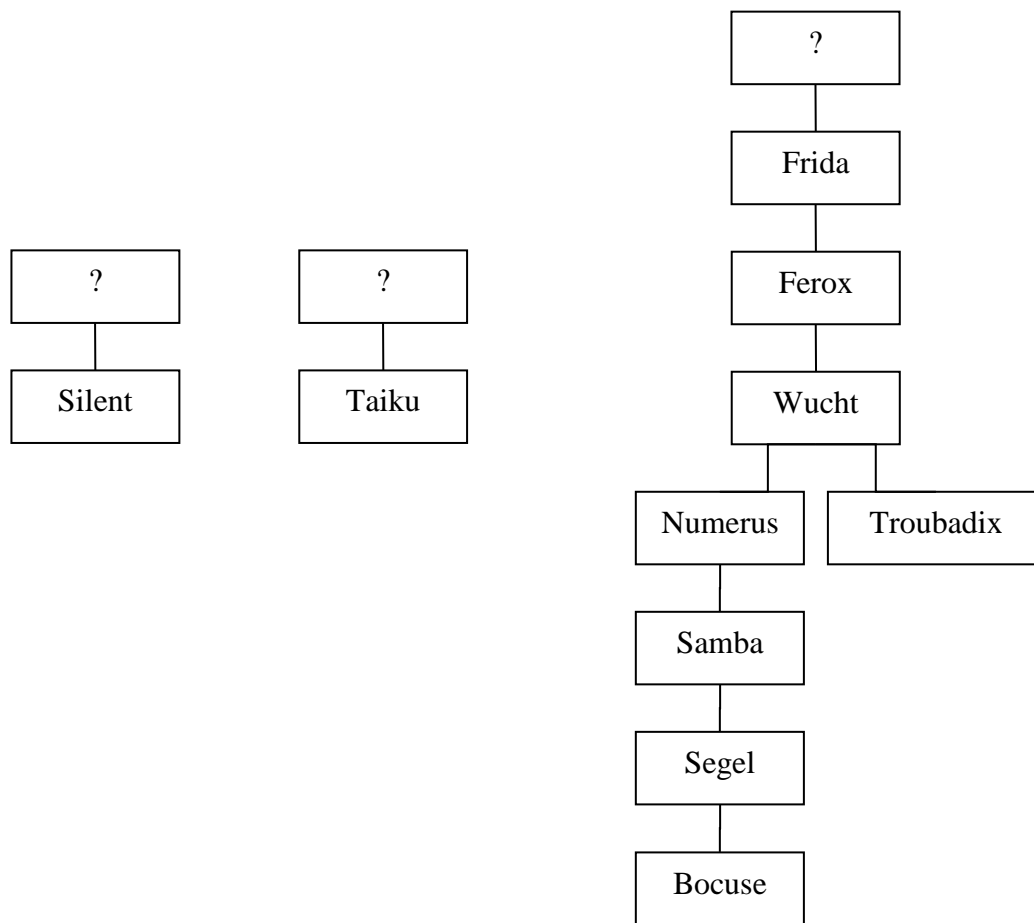 ?
Frida
?
?
Ferox
Silent
Taiku
Wucht
Numerus
Troubadix
Samba
Segel
Bocuse